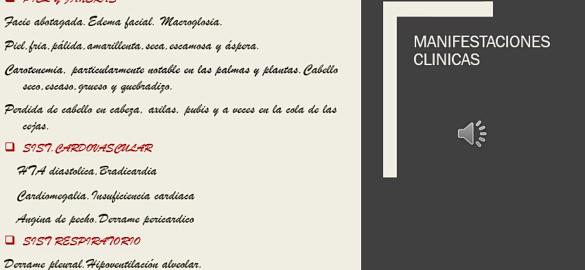 PIEL Y FANERAS
Facie abotagada. Edema facial. Macroglosia.
Piel, fria, pálida, amarillenta, seca, escamosa y áspera.
Carotenemia, particularmente notable en las palmas y plantas. Cabello
seco, escaso, grueso y quebradizo.
Perdida de cabello en cabeza, axilas, pubis y a veces en la cola de las
cejas.
SIST. CARDOVASCULAR
HTA diastolica. Bradicardia
Cardiomegalia. Insuficiencia cardiaca
Angina de pecho. Derrame pericardico
SIST. RESPIRATORIO
Derrame pleural. Hipoventilación alveolar.
MANIFESTACIONES
CLINICAS